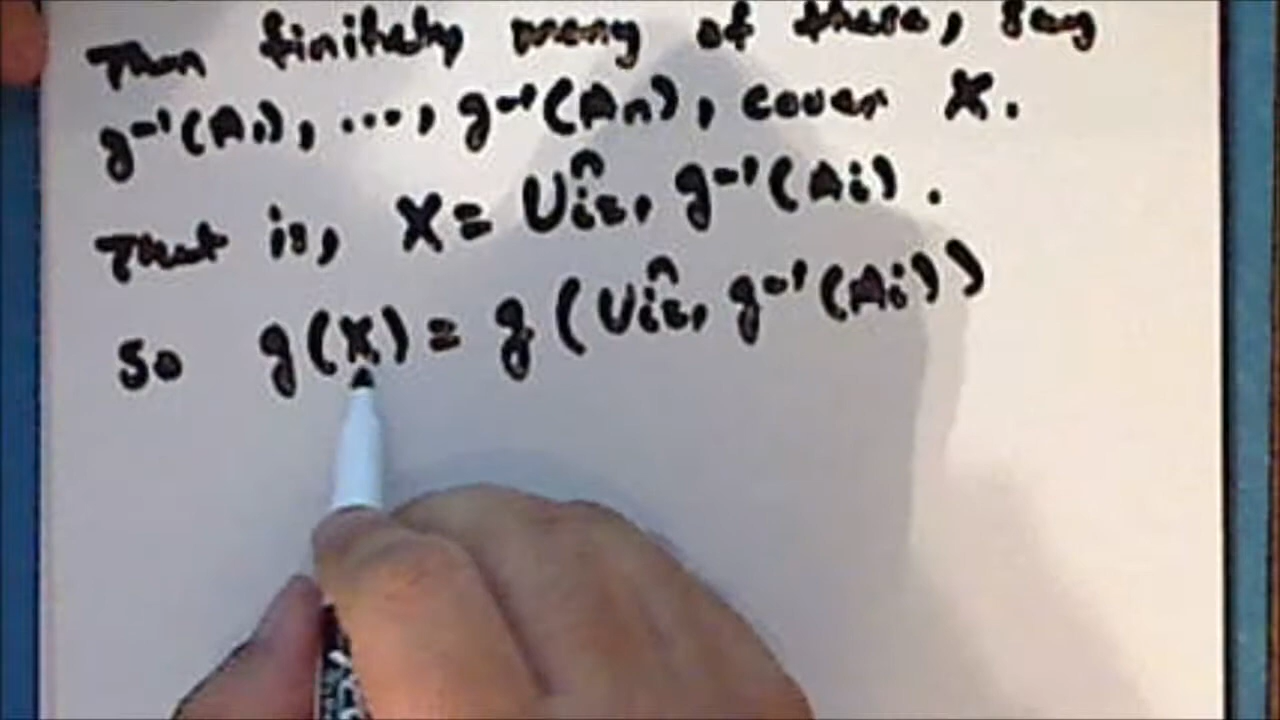 Then finitely many of these, say
g⁻¹(A₁), ..., g⁻¹(Aₙ), cover X.
That is, X = ∪ⁿᵢ₌₁ g⁻¹(Aᵢ).
So g(X) = g(∪ⁿᵢ₌₁ g⁻¹(Aᵢ))